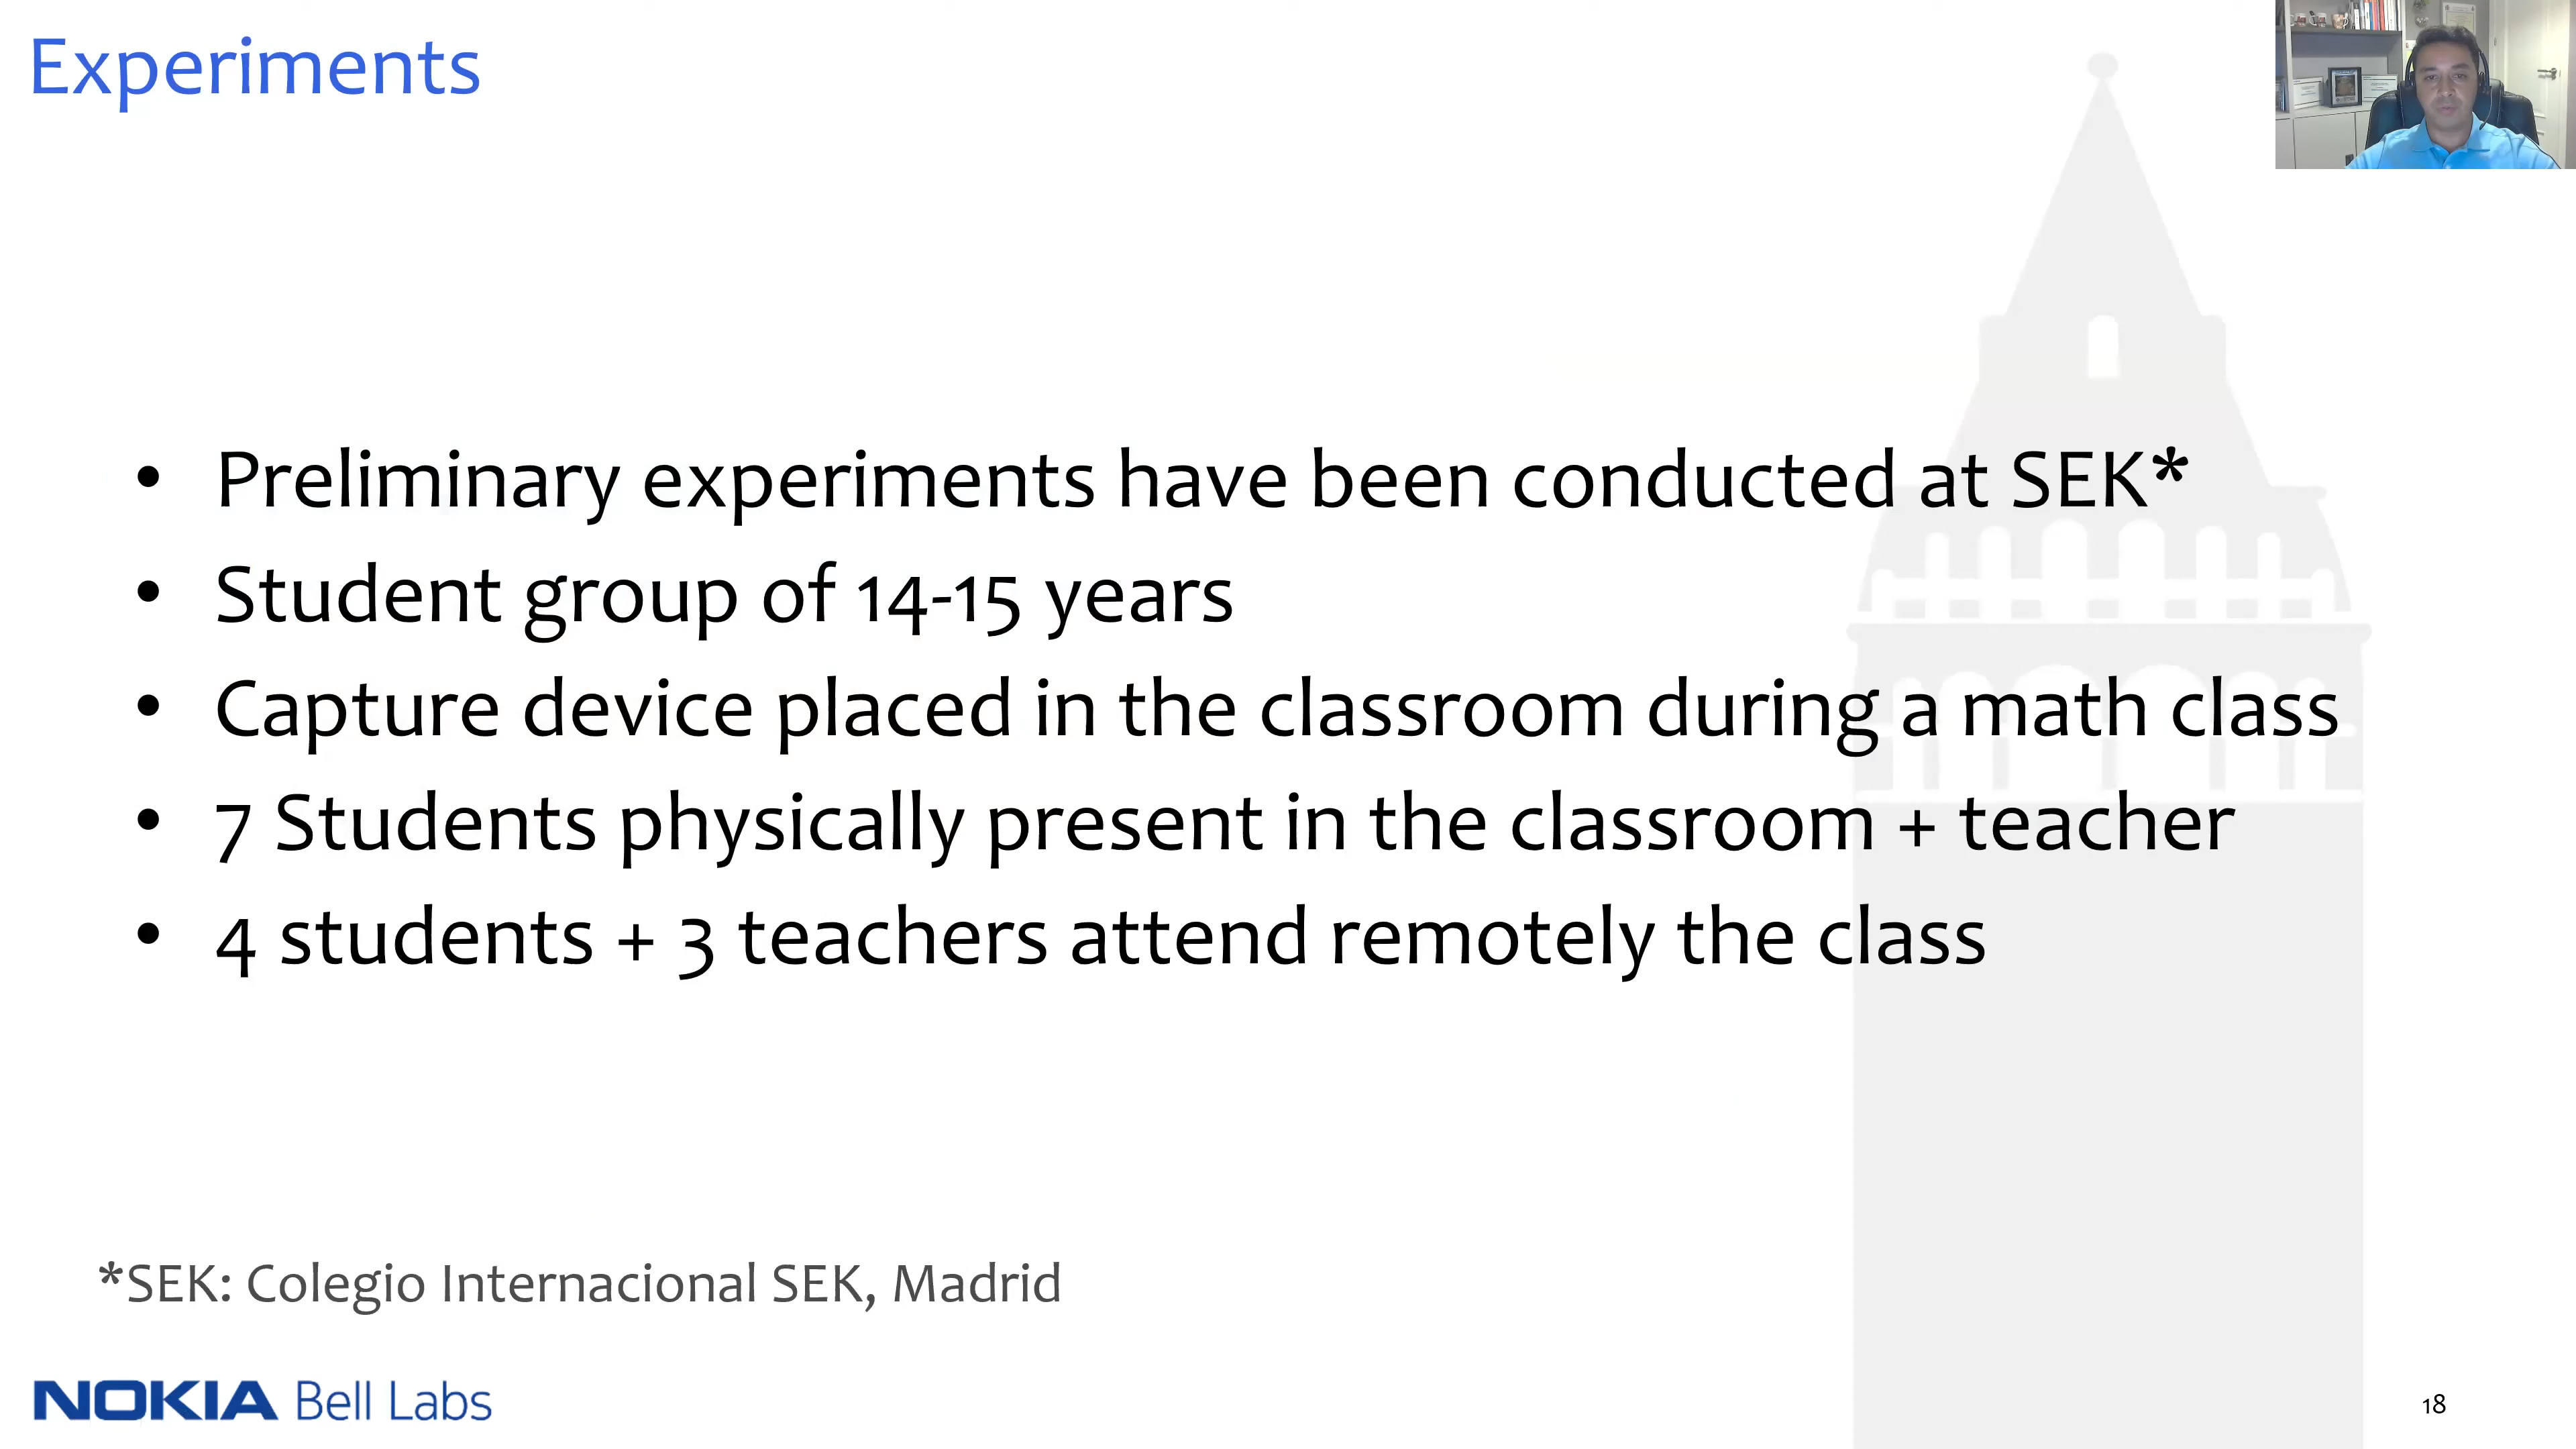 Experiments
• Preliminary experiments have been conducted at SEK*
• Student group of 14-15 years
• Capture device placed in the classroom during a math class
• 7 Students physically present in the classroom + teacher
• 4 students + 3 teachers attend remotely the class
*SEK: Colegio Internacional SEK, Madrid
NOKIA Bell Labs
18